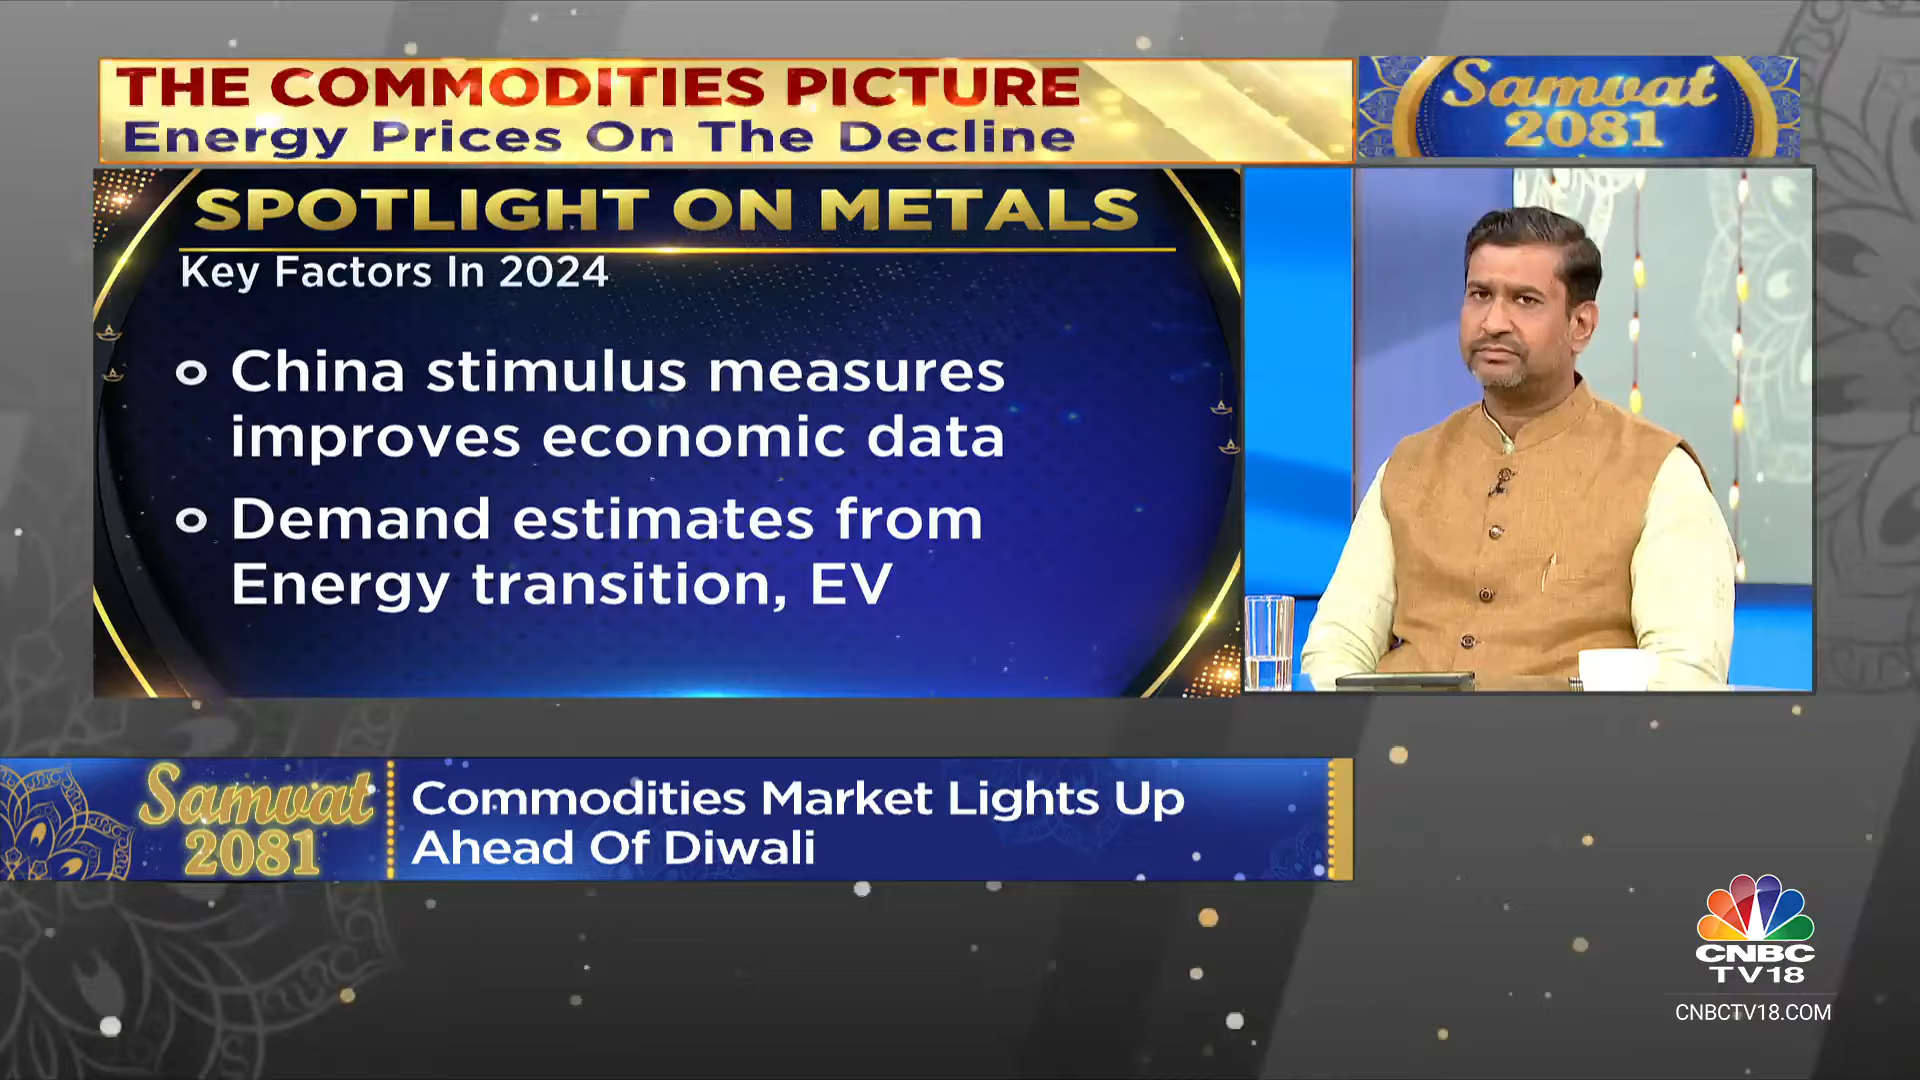 THE COMMODITIES PICTURE
Energy Prices On The Decline
Samvat
2081
SPOTLIGHT ON METALS
Key Factors In 2024
o China stimulus measures
improves economic data
o Demand estimates from
Energy transition, EV
Samvat
2081
Commodities Market Lights Up
Ahead Of Diwali
CNBC
TV18
CNBCTV18.COM